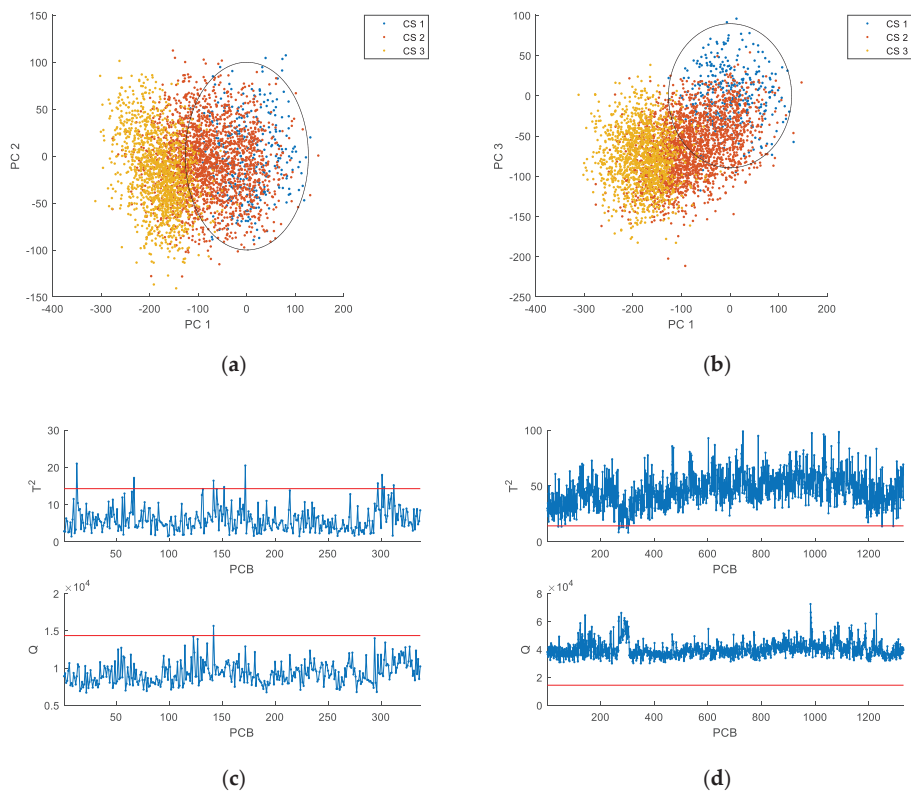 CS 1
CS 2
CS 3
150
100
50
0
-50
-100
-150
PC 2
-400 -300 -200 -100 0 100 200
PC 1
(a)
CS 1
CS 2
CS 3
100
50
0
-50
-100
-150
-200
-250
PC 3
-400 -300 -200 -100 0 100 200
PC 1
(b)
30
20
10
0
T²
50 100 150 200 250 300
PCB
×10⁴
2
1.5
1
0.5
Q
50 100 150 200 250 300
PCB
(c)
100
50
0
T²
200 400 600 800 1000 1200
PCB
×10⁴
8
6
4
2
0
Q
200 400 600 800 1000 1200
PCB
(d)